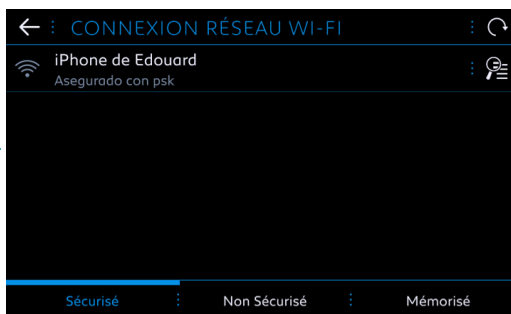 CONNEXION RÉSEAU WI-FI
iPhone de Edouard
Asegurado con psk
Sécurisé Non Sécurisé Mémorisé